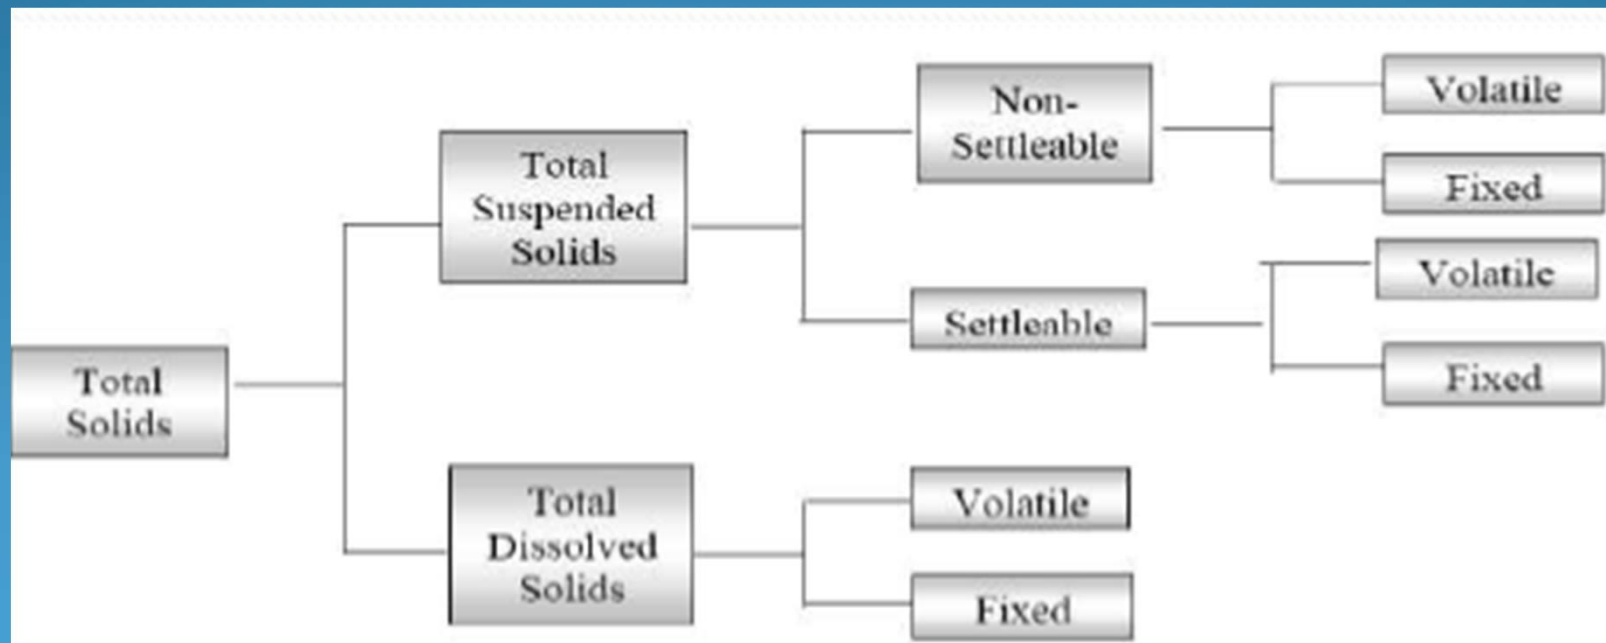 Total
Solids
Total
Suspended
Solids
Total
Dissolved
Solids
Non-
Settleable
Settleable
Volatile
Fixed
Volatile
Fixed
Volatile
Fixed